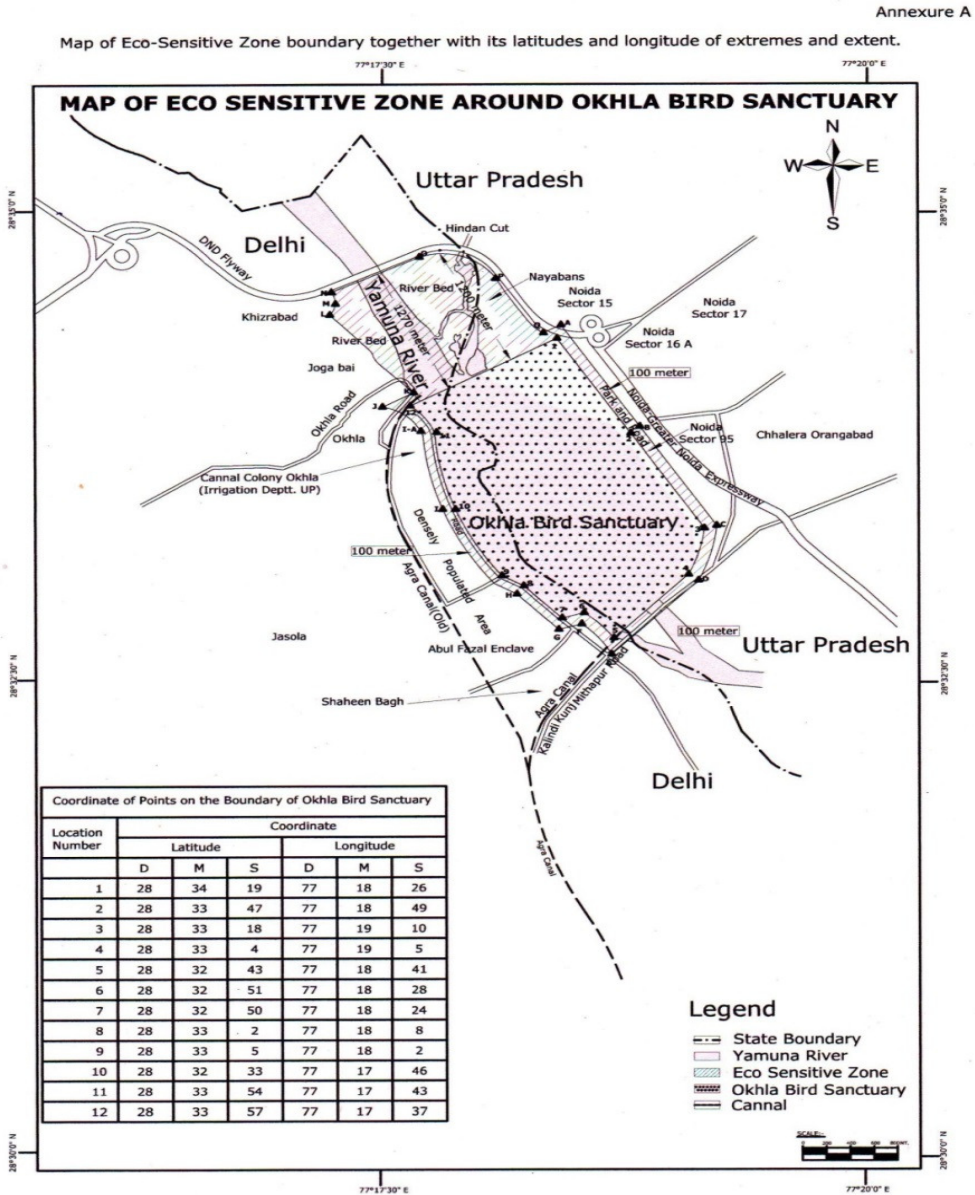 Annexure A
Map of Eco-Sensitive Zone boundary together with its latitudes and longitude of extremes and extent.
77°17'30" E
77°20'0" E
MAP OF ECO SENSITIVE ZONE AROUND OKHLA BIRD SANCTUARY
N
W E
S
28°35'0" N
28°35'0" N
Uttar Pradesh
Hindan Cut
Delhi
DND Flyway
River Bed
Nayabans
Noida
Sector 15
Noida
Sector 17
Noida
Sector 16 A
Khizrabad
Yamuna River
1270 meter
1200 meter
River Bed
Joga bai
100 meter
Okhla Road
Okhla
Park and Road
Noida Greater Noida Expressway
Noida
Sector 95
Chhalera Orangabad
Cannal Colony Okhla
(Irrigation Deptt. UP)
Okhla Bird Sanctuary
Road
Densely
Populated
Area
100 meter
Agra Canal(Old)
Jasola
Abul Fazal Enclave
100 meter
Uttar Pradesh
28°32'30" N
28°32'30" N
Shaheen Bagh
Agra Canal
Kalindi Kunj Mithapur Road
Delhi
Agra Canal
Coordinate of Points on the Boundary of Okhla Bird Sanctuary
Location Number Coordinate
Latitude Longitude
D M S D M S
1 28 34 19 77 18 26
2 28 33 47 77 18 49
3 28 33 18 77 19 10
4 28 33 4 77 19 5
5 28 32 43 77 18 41
6 28 32 51 77 18 28
7 28 32 50 77 18 24
8 28 33 2 77 18 8
9 28 33 5 77 18 2
10 28 32 33 77 17 46
11 28 33 54 77 17 43
12 28 33 57 77 17 37
Legend
State Boundary
Yamuna River
Eco Sensitive Zone
Okhla Bird Sanctuary
Cannal
SCALE:-
0 200 400 600 800MT.
28°30'0" N
28°30'0" N
77°17'30" E
77°20'0" E